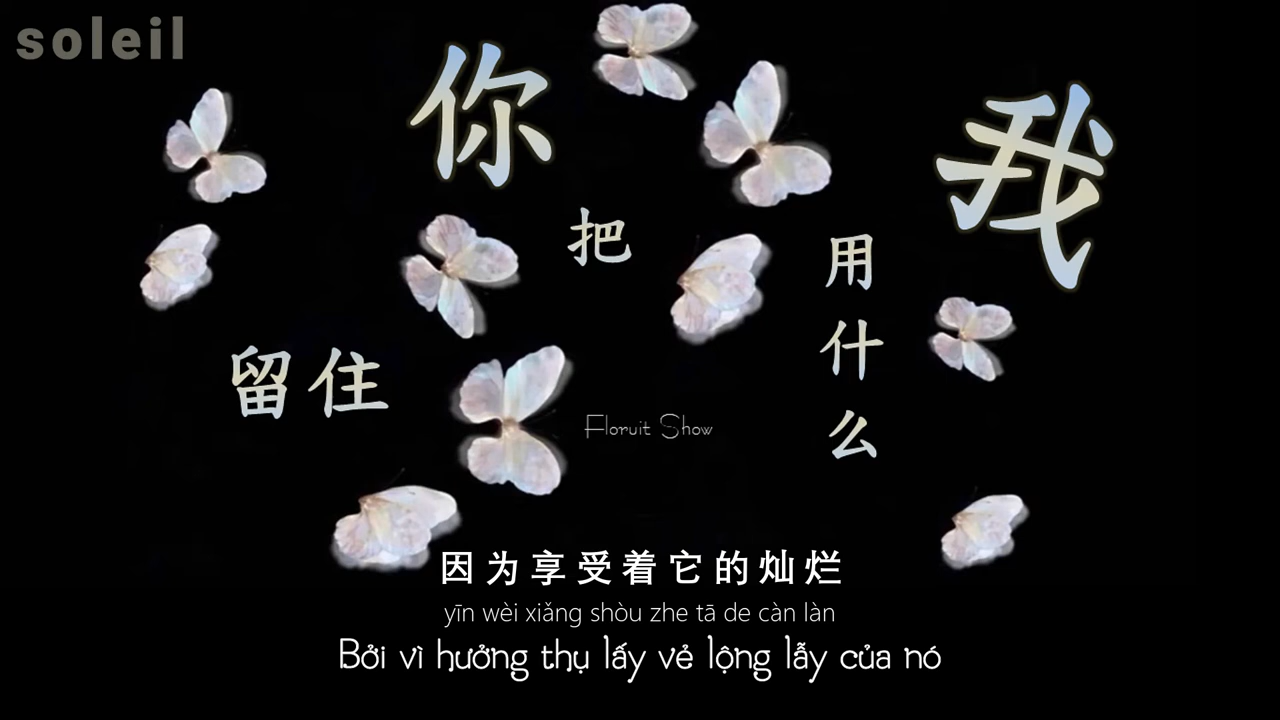 soleil
我
用什么
把
你
留住
Floruit Show
因为享受着它的灿烂
yīn wèi xiǎng shòu zhe tā de càn làn
Bởi vì hưởng thụ lấy vẻ lộng lẫy của nó